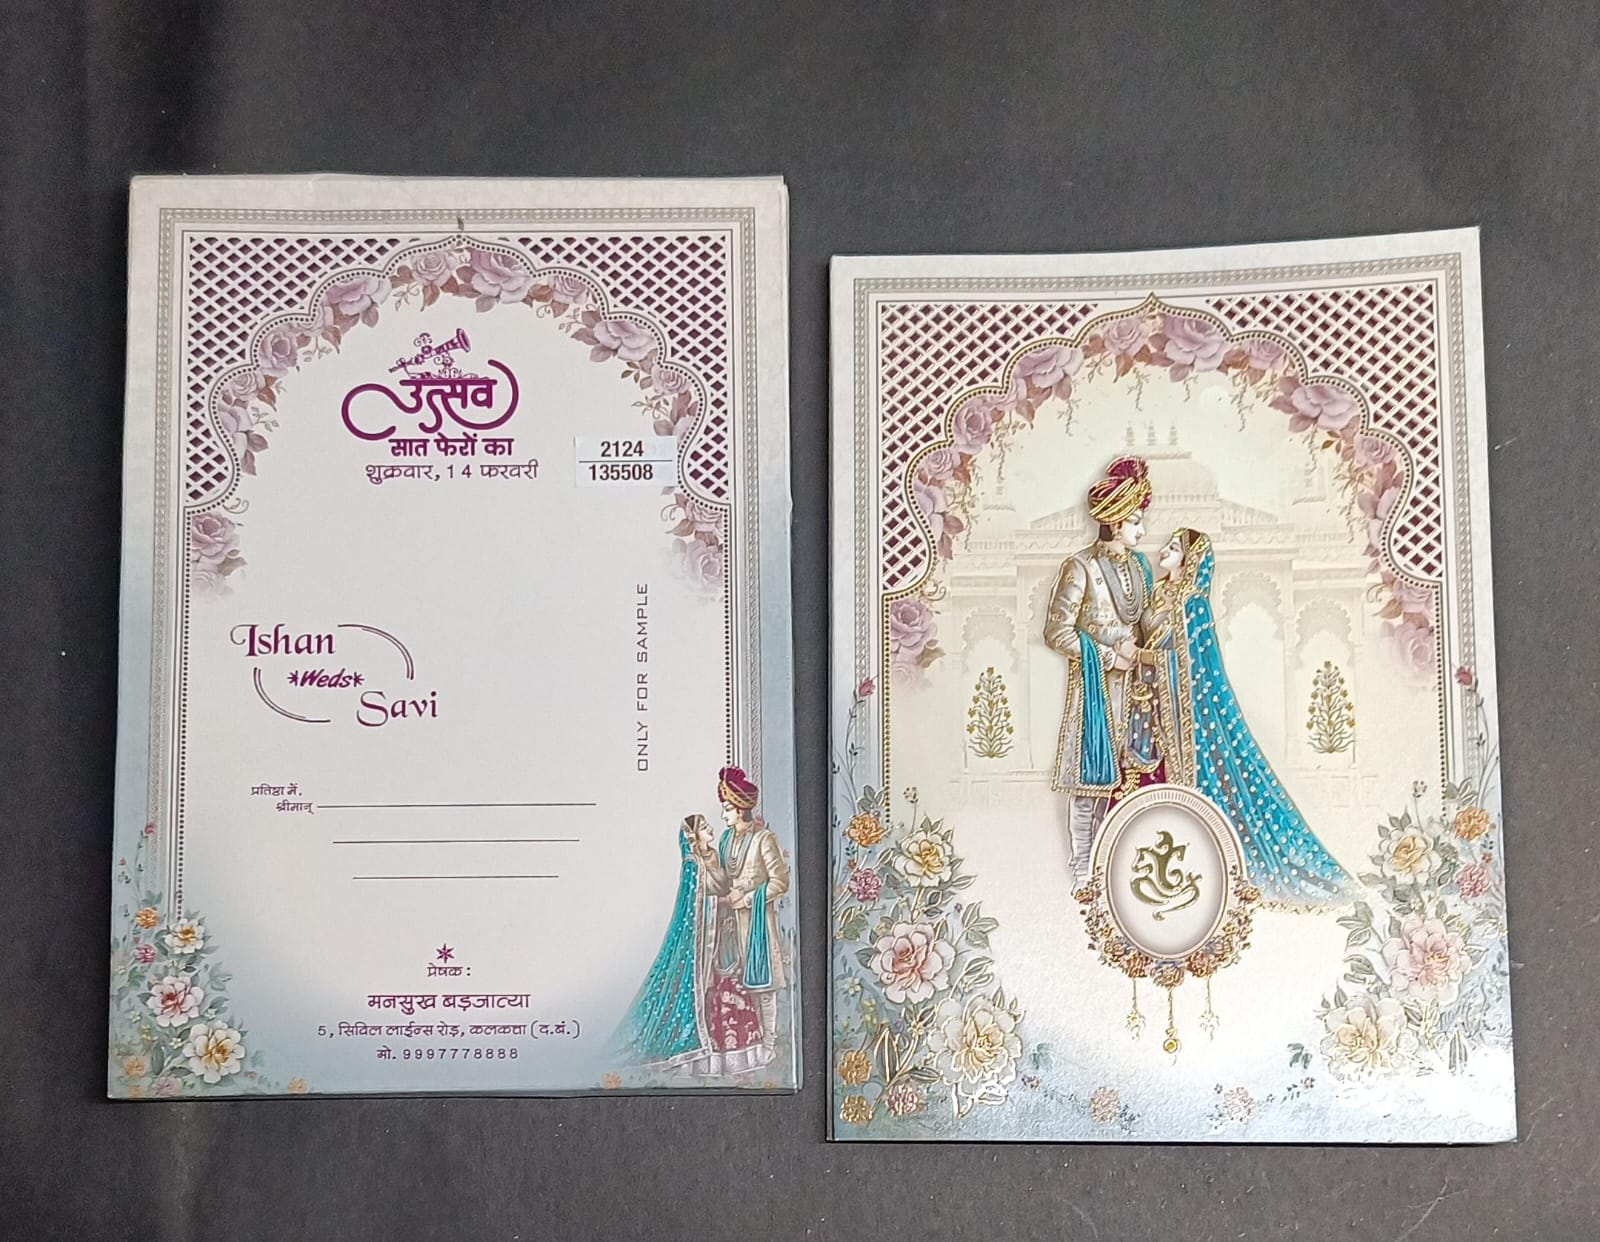 उत्सव
सात फेरों का
शुक्रवार, 14 फरवरी
2124
135508
ONLY FOR SAMPLE
Ishan
*Weds*
Savi
प्रतिष्ठा में,
श्रीमान्
प्रेषक :
मनसुख बड़जात्या
5, सिविल लाईन्स रोड़, कलकत्ता (द.बं.)
मो. 9997778888